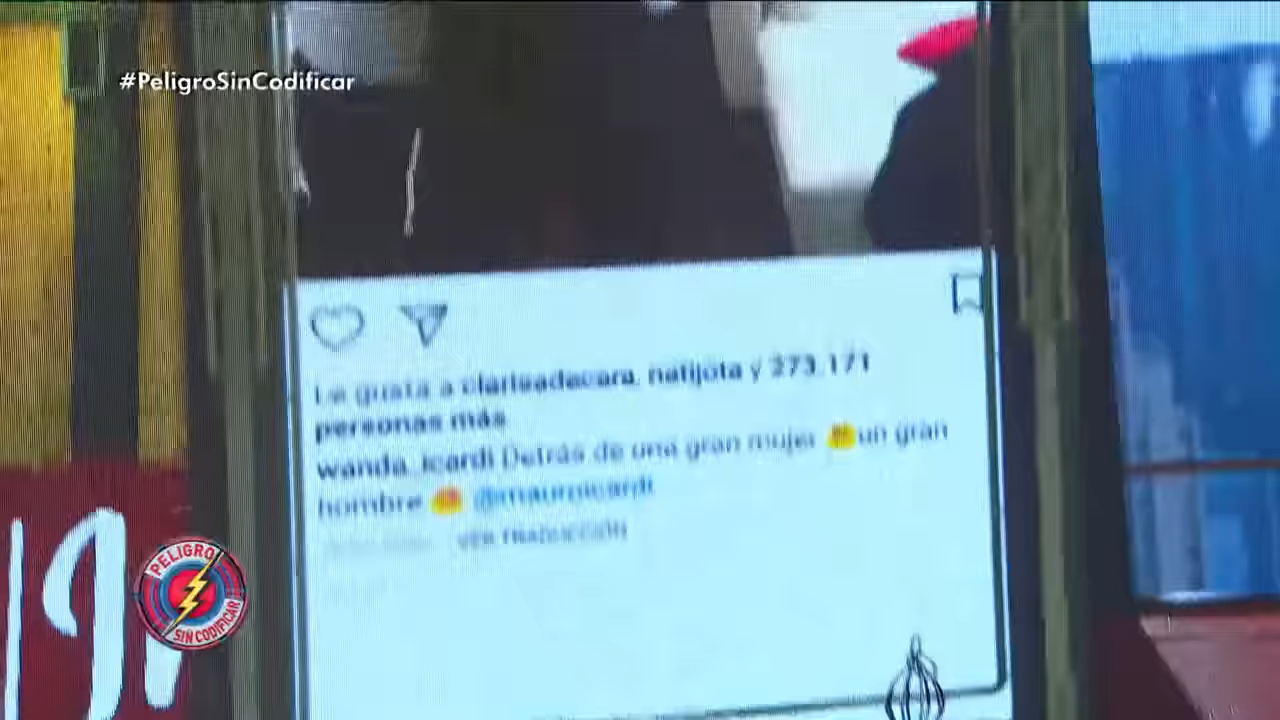 #PeligroSinCodificar
Le gusta a clarisadacara, natijota y 273.171
personas más
wanda_icardi Detrás de una gran mujer un gran
hombre @mauroicardi
VER TRADUCCIÓN
PELIGRO
SIN CODIFICAR